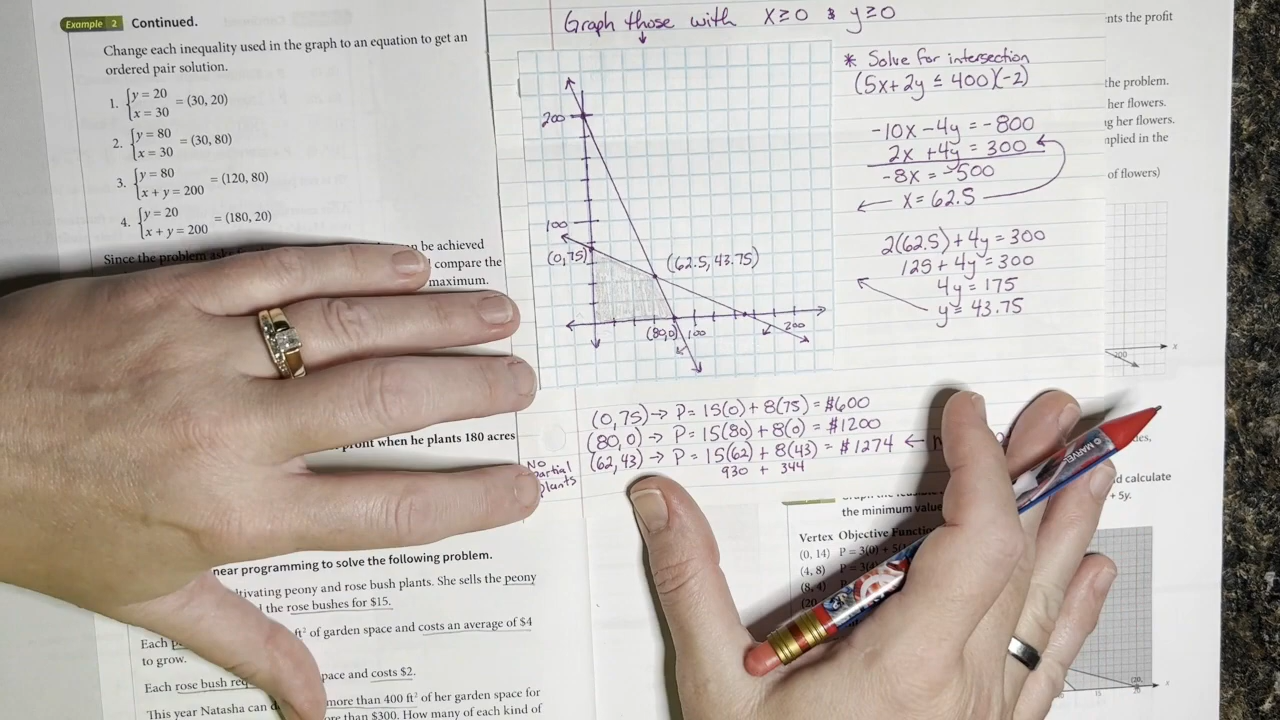 Example 2 Continued.
Change each inequality used in the graph to an equation to get an
ordered pair solution.
1. {y = 20
x = 30 = (30, 20)
2. {y = 80
x = 30 = (30, 80)
3. {y = 80
x + y = 200 = (120, 80)
4. {y = 20
x + y = 200 = (180, 20)
Since the problem asks be achieved
compare the
maximum.
when he plants 180 acres
programming to solve the following problem.
peony and rose bush plants. She sells the peony
the rose bushes for $15.
Each ft² of garden space and costs an average of $4
to grow.
Each rose bush space and costs $2.
This year Natasha can more than 400 ft² of her garden space for
than $300. How many of each kind of
Graph those with x≥0 & y≥0
200
100
(0,75)
(62.5, 43.75)
(80,0) 100 200
* Solve for intersection
(5x+2y ≤ 400)(-2)
-10x-4y = -800
2x+4y = 300
-8x = -500
x = 62.5
2(62.5)+4y = 300
125+4y = 300
4y = 175
y = 43.75
(0,75)→ P= 15(0)+8(75) = $600
(80,0)→ P= 15(80)+8(0) = $1200
(62,43)→ P= 15(62)+8(43) = $1274 ←
930 + 344
No
partial
plants
the minimum
Vertex Objective
(0, 14) P = 3(0) +
(4, 8)
(8, 4)
(20
15 20
MARVEL
the profit
the problem.
her flowers.
her flowers.
in the
of flowers)
x
200
calculate
+ 5y.
x